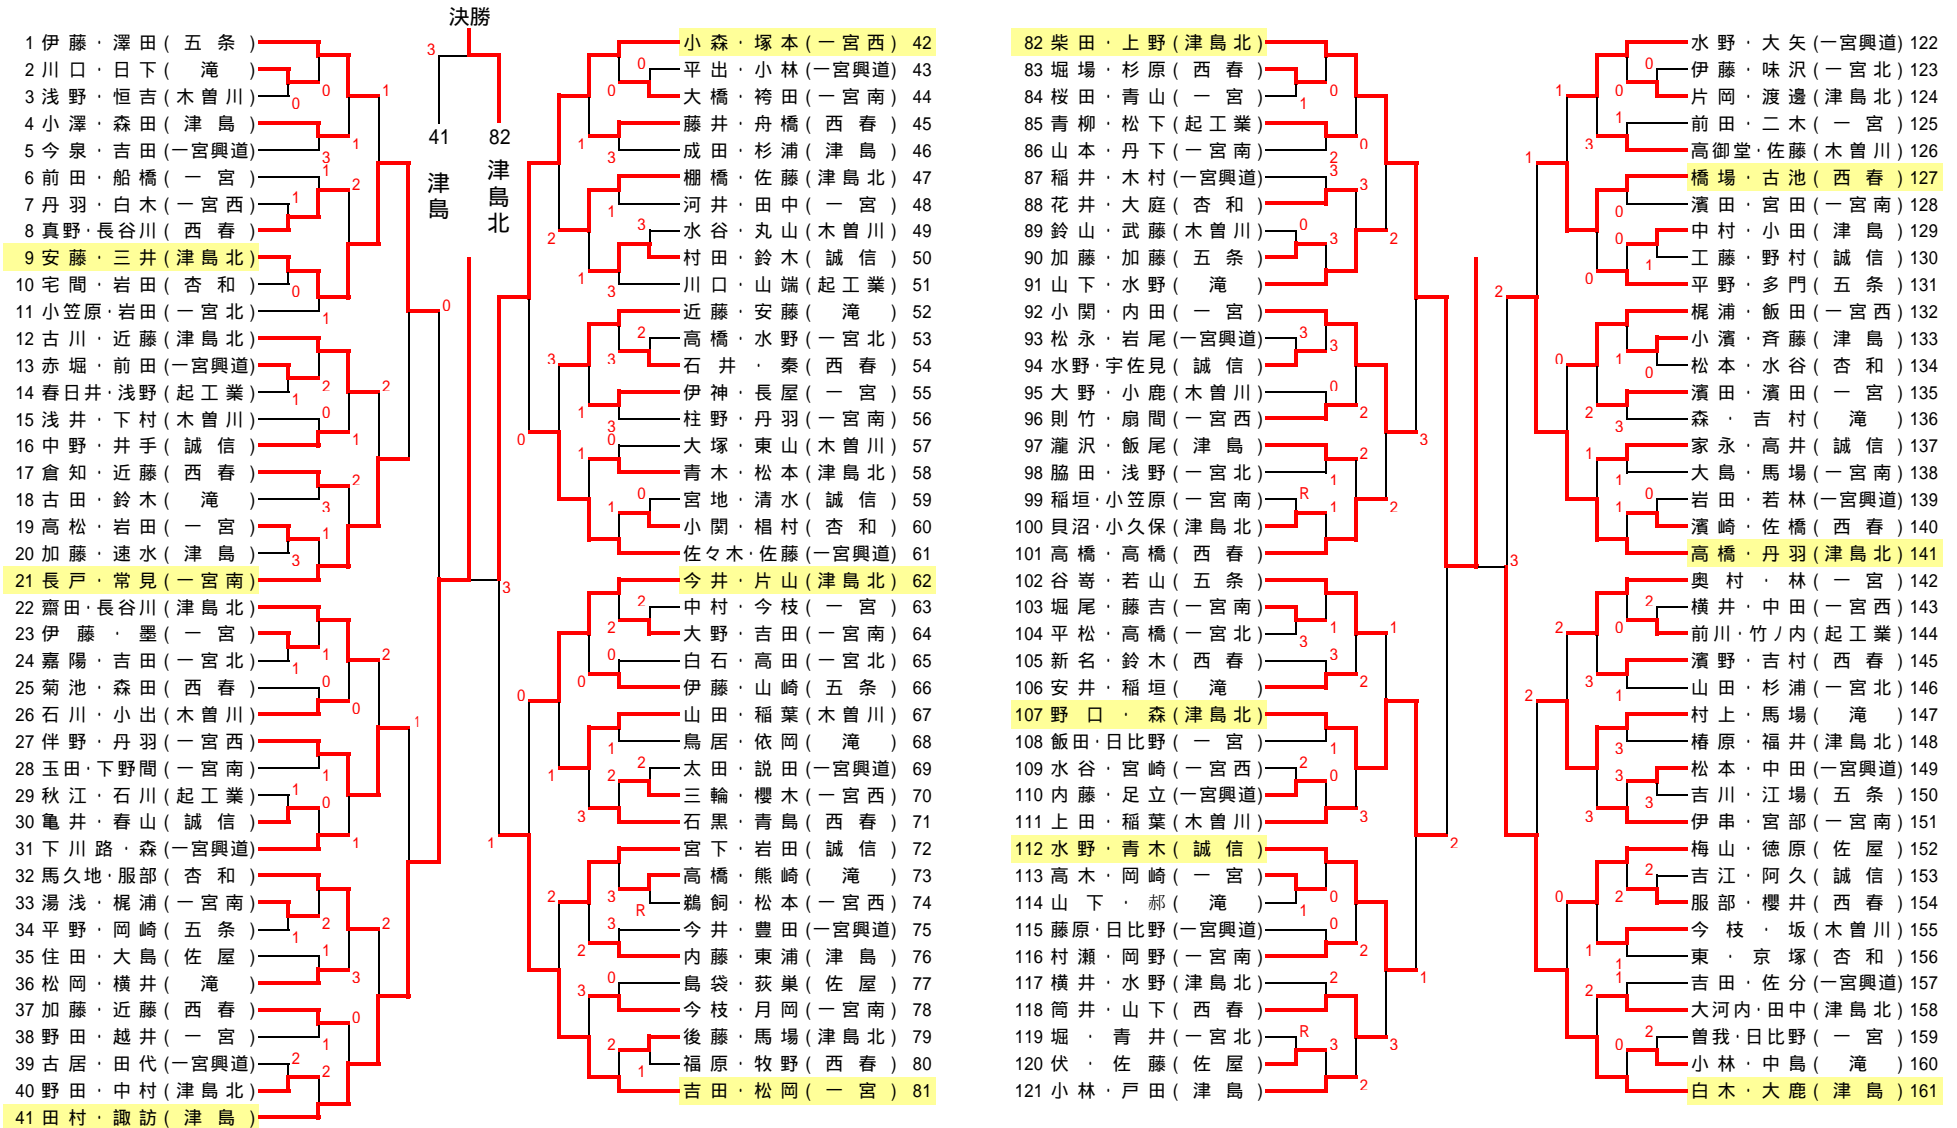 決勝
3
41 津島
82 津島北
1 伊藤・澤田(五条)
2 川口・日下(滝)
3 浅野・恒吉(木曽川)
4 小澤・森田(津島)
5 今泉・吉田(一宮興道)
6 前田・船橋(一宮)
7 丹羽・白木(一宮西)
8 真野・長谷川(西春)
9 安藤・三井(津島北)
10 宅間・岩田(杏和)
11 小笠原・岩田(一宮北)
12 古川・近藤(津島北)
13 赤堀・前田(一宮興道)
14 春日井・浅野(起工業)
15 浅井・下村(木曽川)
16 中野・井手(誠信)
17 倉知・近藤(西春)
18 古田・鈴木(滝)
19 高松・岩田(一宮)
20 加藤・速水(津島)
21 長戸・常見(一宮南)
22 齋田・長谷川(津島北)
23 伊藤・墨(一宮)
24 嘉陽・吉田(一宮北)
25 菊池・森田(西春)
26 石川・小出(木曽川)
27 伴野・丹羽(一宮西)
28 玉田・下野間(一宮南)
29 秋江・石川(起工業)
30 亀井・春山(誠信)
31 下川路・森(一宮興道)
32 馬久地・服部(杏和)
33 湯浅・梶浦(一宮南)
34 平野・岡崎(五条)
35 住田・大島(佐屋)
36 松岡・横井(滝)
37 加藤・近藤(西春)
38 野田・越井(一宮)
39 古居・田代(一宮興道)
40 野田・中村(津島北)
41 田村・諏訪(津島)
小森・塚本(一宮西) 42
平出・小林(一宮興道) 43
大橋・袴田(一宮南) 44
藤井・舟橋(西春) 45
成田・杉浦(津島) 46
棚橋・佐藤(津島北) 47
河井・田中(一宮) 48
水谷・丸山(木曽川) 49
村田・鈴木(誠信) 50
川口・山端(起工業) 51
近藤・安藤(滝) 52
高橋・水野(一宮北) 53
石井・秦(西春) 54
伊神・長屋(一宮) 55
柱野・丹羽(一宮南) 56
大塚・東山(木曽川) 57
青木・松本(津島北) 58
宮地・清水(誠信) 59
小関・椙村(杏和) 60
佐々木・佐藤(一宮興道) 61
今井・片山(津島北) 62
中村・今枝(一宮) 63
大野・吉田(一宮南) 64
白石・高田(一宮北) 65
伊藤・山崎(五条) 66
山田・稲葉(木曽川) 67
鳥居・依岡(滝) 68
太田・説田(一宮興道) 69
三輪・櫻木(一宮西) 70
石黒・青島(西春) 71
宮下・岩田(誠信) 72
高橋・熊崎(滝) 73
鵜飼・松本(一宮西) 74
今井・豊田(一宮興道) 75
内藤・東浦(津島) 76
島袋・荻巣(佐屋) 77
今枝・月岡(一宮南) 78
後藤・馬場(津島北) 79
福原・牧野(西春) 80
吉田・松岡(一宮) 81
82 柴田・上野(津島北)
83 堀場・杉原(西春)
84 桜田・青山(一宮)
85 青柳・松下(起工業)
86 山本・丹下(一宮南)
87 稲井・木村(一宮興道)
88 花井・大庭(杏和)
89 鈴山・武藤(木曽川)
90 加藤・加藤(五条)
91 山下・水野(滝)
92 小関・内田(一宮)
93 松永・岩尾(一宮興道)
94 水野・宇佐見(誠信)
95 大野・小鹿(木曽川)
96 則竹・扇間(一宮西)
97 瀧沢・飯尾(津島)
98 脇田・浅野(一宮北)
99 稲垣・小笠原(一宮南)
100 貝沼・小久保(津島北)
101 高橋・高橋(西春)
102 谷嵜・若山(五条)
103 堀尾・藤吉(一宮南)
104 平松・高橋(一宮北)
105 新名・鈴木(西春)
106 安井・稲垣(滝)
107 野口・森(津島北)
108 飯田・日比野(一宮)
109 水谷・宮崎(一宮西)
110 内藤・足立(一宮興道)
111 上田・稲葉(木曽川)
112 水野・青木(誠信)
113 高木・岡崎(一宮)
114 山下・郝(滝)
115 藤原・日比野(一宮興道)
116 村瀬・岡野(一宮南)
117 横井・水野(津島北)
118 筒井・山下(西春)
119 堀・青井(一宮北)
120 伏・佐藤(佐屋)
121 小林・戸田(津島)
水野・大矢(一宮興道) 122
伊藤・味沢(一宮北) 123
片岡・渡邊(津島北) 124
前田・二木(一宮) 125
高御堂・佐藤(木曽川) 126
橋場・古池(西春) 127
濱田・宮田(一宮南) 128
中村・小田(津島) 129
工藤・野村(誠信) 130
平野・多門(五条) 131
梶浦・飯田(一宮西) 132
小濱・斉藤(津島) 133
松本・水谷(杏和) 134
濱田・濱田(一宮) 135
森・吉村(滝) 136
家永・高井(誠信) 137
大島・馬場(一宮南) 138
岩田・若林(一宮興道) 139
濱崎・佐橋(西春) 140
高橋・丹羽(津島北) 141
奥村・林(一宮) 142
横井・中田(一宮西) 143
前川・竹ノ内(起工業) 144
濱野・吉村(西春) 145
山田・杉浦(一宮北) 146
村上・馬場(滝) 147
椿原・福井(津島北) 148
松本・中田(一宮興道) 149
吉川・江場(五条) 150
伊串・宮部(一宮南) 151
梅山・徳原(佐屋) 152
吉江・阿久(誠信) 153
服部・櫻井(西春) 154
今枝・坂(木曽川) 155
東・京塚(杏和) 156
吉田・佐分(一宮興道) 157
大河内・田中(津島北) 158
曽我・日比野(一宮) 159
小林・中島(滝) 160
白木・大鹿(津島) 161